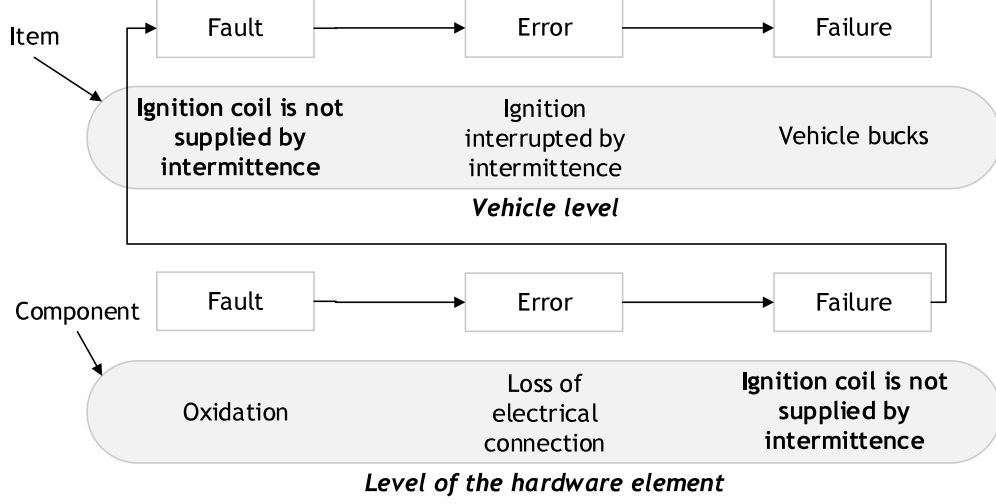 Item
Fault
Error
Failure
Ignition coil is not
supplied by
intermittence
Ignition
interrupted by
intermittence
Vehicle bucks
Vehicle level
Component
Fault
Error
Failure
Oxidation
Loss of
electrical
connection
Ignition coil is not
supplied by
intermittence
Level of the hardware element